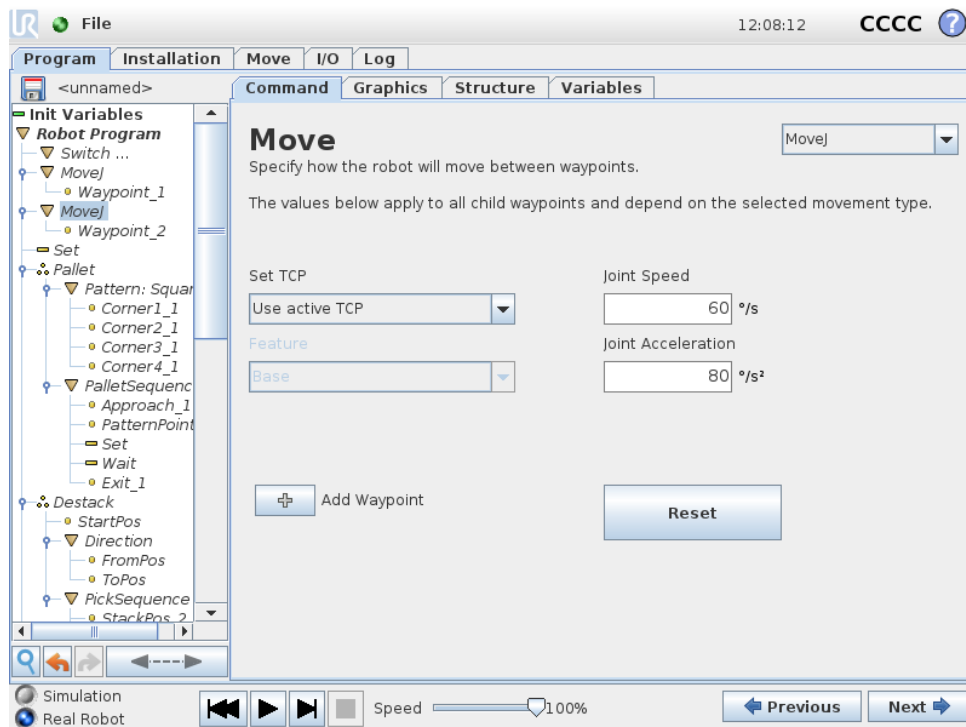 UR File 12:08:12 CCCC ?
Program Installation Move I/O Log
<unnamed> Command Graphics Structure Variables
Init Variables
Robot Program
Switch ...
MoveJ
Waypoint_1
MoveJ
Waypoint_2
Set
Pallet
Pattern: Squar
Corner1_1
Corner2_1
Corner3_1
Corner4_1
PalletSequenc
Approach_1
PatternPoint
Set
Wait
Exit_1
Destack
StartPos
Direction
FromPos
ToPos
PickSequence
StackPos_2
Move MoveJ
Specify how the robot will move between waypoints.
The values below apply to all child waypoints and depend on the selected movement type.
Set TCP Joint Speed
Use active TCP 60 °/s
Feature Joint Acceleration
Base 80 °/s²
Add Waypoint Reset
Simulation
Real Robot
Speed 100% Previous Next